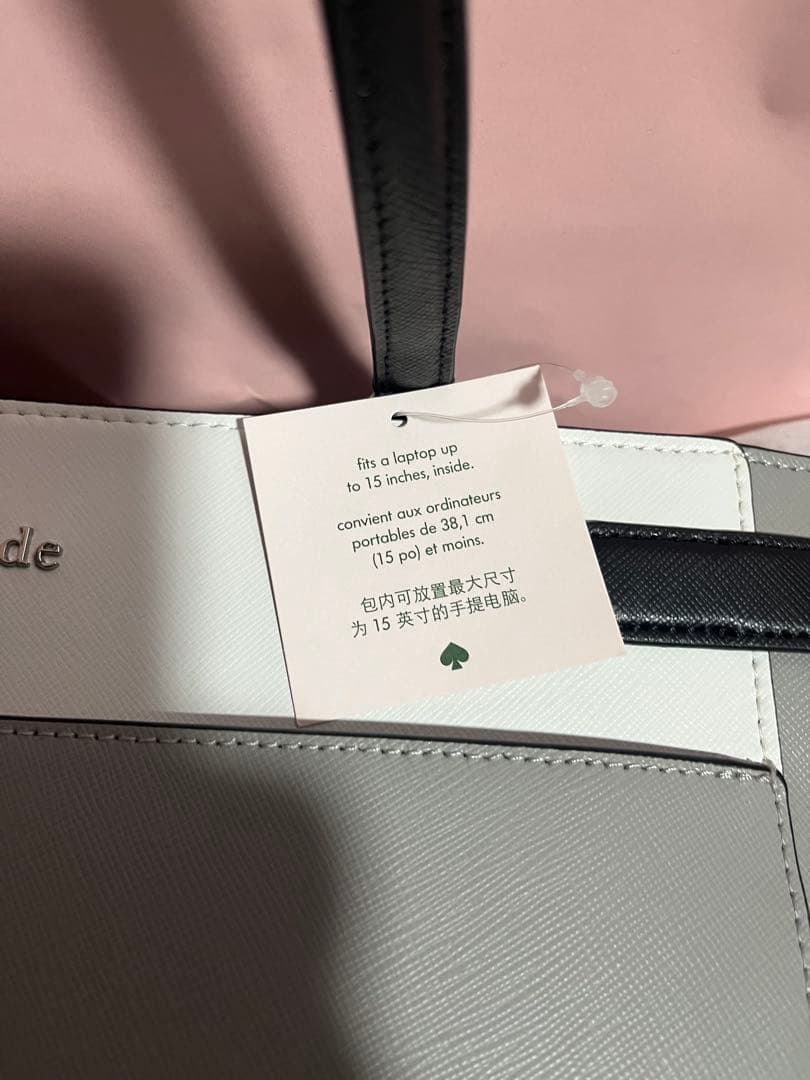 fits a laptop up
to 15 inches, inside.
convient aux ordinateurs
portables de 38,1 cm
(15 po) et moins.
包内可放置最大尺寸
为 15 英寸的手提电脑。
de